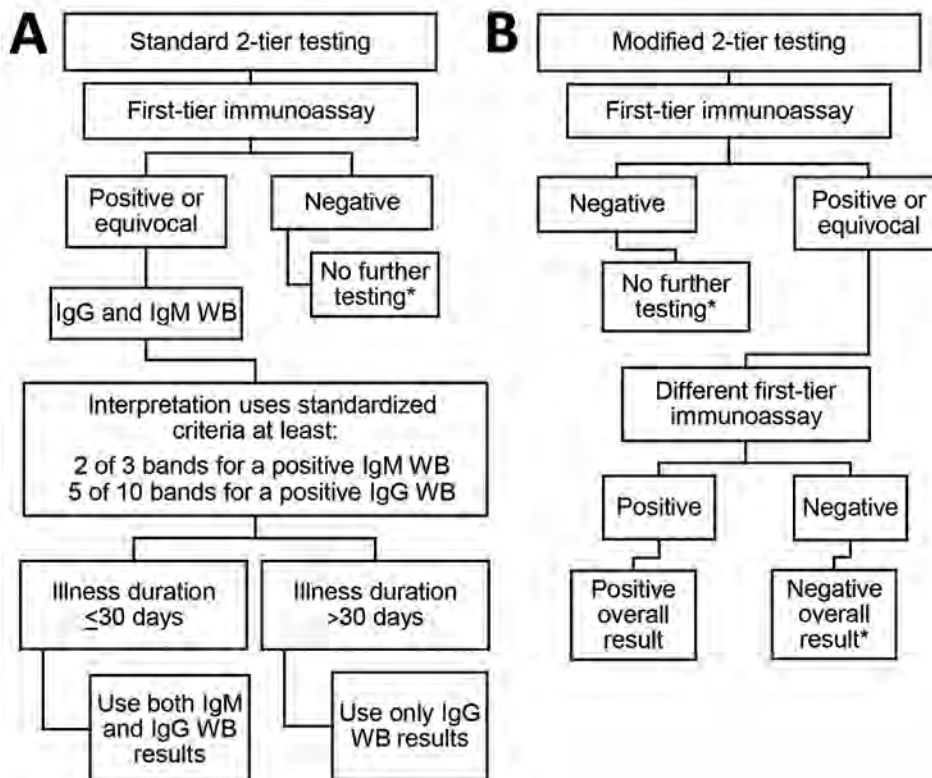 A
Standard 2-tier testing
First-tier immunoassay
Positive or
equivocal
Negative
No further
testing*
IgG and IgM WB
Interpretation uses standardized
criteria at least:
2 of 3 bands for a positive IgM WB
5 of 10 bands for a positive IgG WB
Illness duration
≤30 days
Illness duration
>30 days
Use both IgM
and IgG WB
results
Use only IgG
WB results
B
Modified 2-tier testing
First-tier immunoassay
Negative
Positive or
equivocal
No further
testing*
Different first-tier
immunoassay
Positive
Negative
Positive
overall
result
Negative
overall
result*